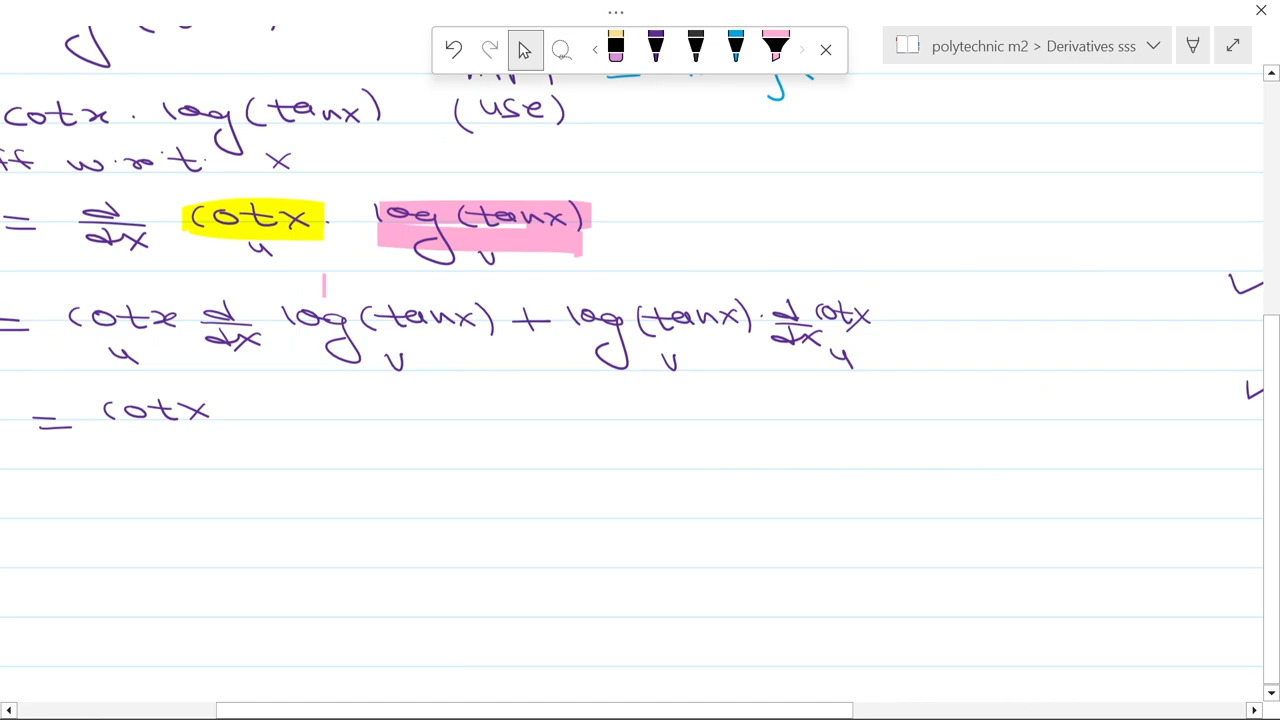 polytechnic m2 > Derivatives sss
cotx . log(tanx) (use)
ff w.r.t. x
= d/dx cotx . log(tanx)
u v
= cotx d/dx log(tanx) + log(tanx) . d/dx cotx
u v v u
= cotx